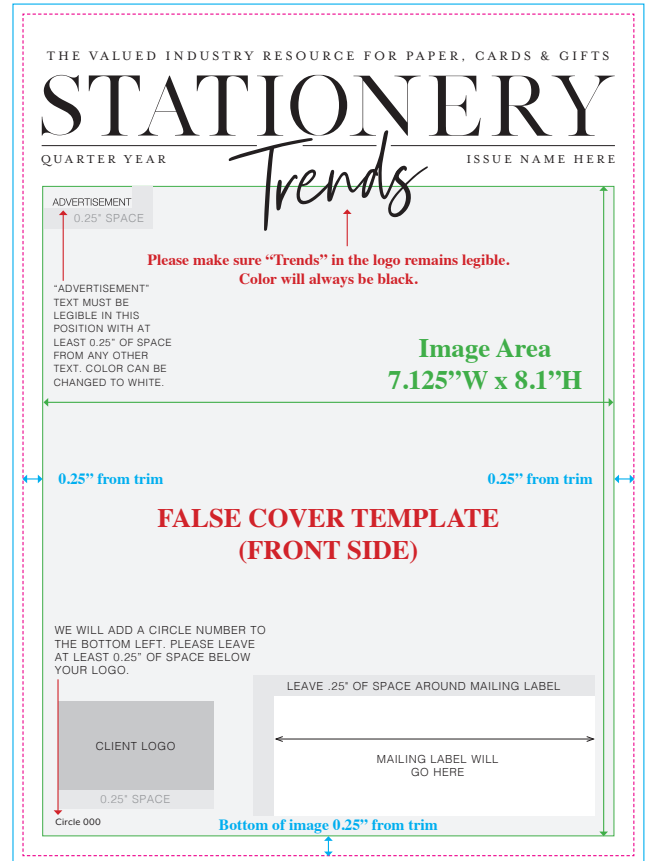 THE VALUED INDUSTRY RESOURCE FOR PAPER, CARDS & GIFTS
STATIONERY
Trends
QUARTER YEAR
ISSUE NAME HERE
ADVERTISEMENT
0.25" SPACE
Please make sure “Trends” in the logo remains legible.
Color will always be black.
“ADVERTISEMENT”
TEXT MUST BE
LEGIBLE IN THIS
POSITION WITH AT
LEAST 0.25" OF SPACE
FROM ANY OTHER
TEXT. COLOR CAN BE
CHANGED TO WHITE.
Image Area
7.125”W x 8.1”H
0.25” from trim
0.25” from trim
FALSE COVER TEMPLATE
(FRONT SIDE)
WE WILL ADD A CIRCLE NUMBER TO
THE BOTTOM LEFT. PLEASE LEAVE
AT LEAST 0.25" OF SPACE BELOW
YOUR LOGO.
CLIENT LOGO
0.25" SPACE
Circle 000
LEAVE .25" OF SPACE AROUND MAILING LABEL
MAILING LABEL WILL
GO HERE
Bottom of image 0.25” from trim